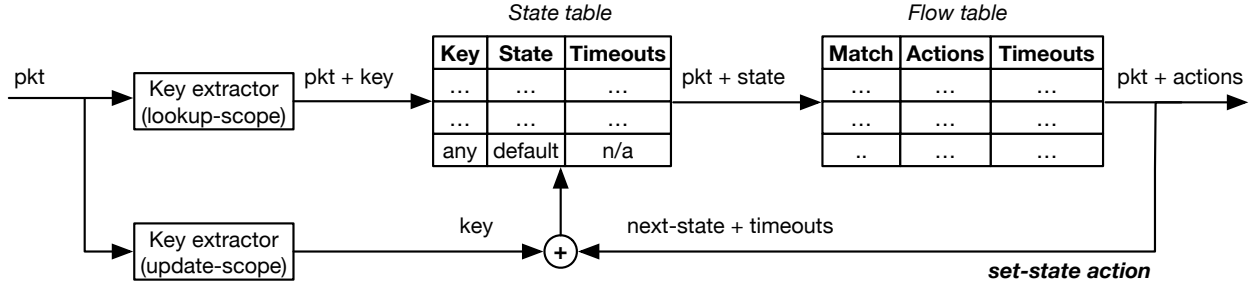 State table
Flow table
Key State Timeouts
Match Actions Timeouts
pkt
Key extractor
(lookup-scope)
pkt + key
… … …
… … …
any default n/a
pkt + state
… … …
… … …
.. … …
pkt + actions
Key extractor
(update-scope)
key
+
next-state + timeouts
set-state action